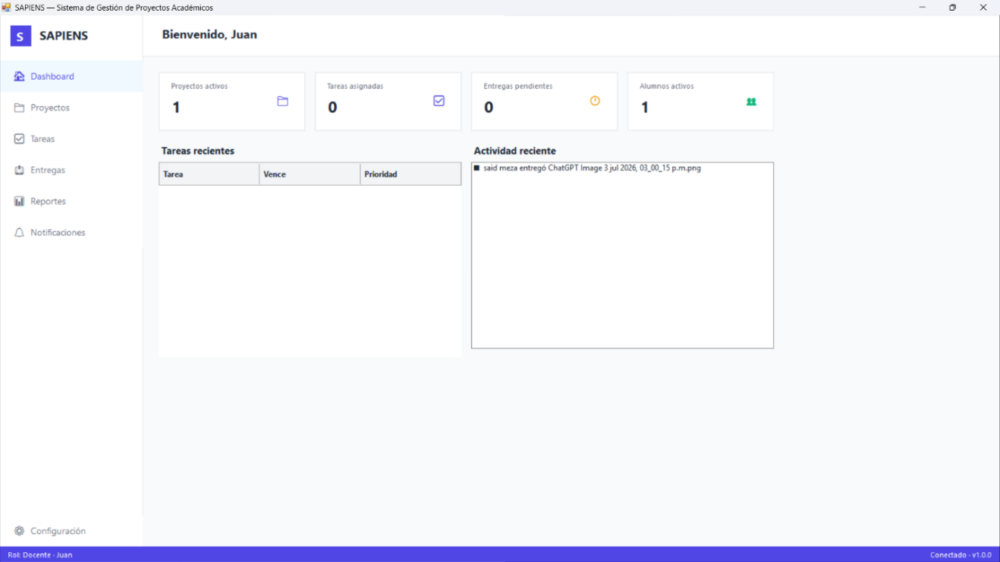 SAPIENS — Sistema de Gestión de Proyectos Académicos
S SAPIENS
Bienvenido, Juan
Dashboard
Proyectos
Tareas
Entregas
Reportes
Notificaciones
Configuración
Proyectos activos
1
Tareas asignadas
0
Entregas pendientes
0
Alumnos activos
1
Tareas recientes
Tarea Vence Prioridad
Actividad reciente
said meza entregó ChatGPT Image 3 jul 2026, 03_00_15 p.m.png
Rol: Docente · Juan
Conectado · v1.0.0